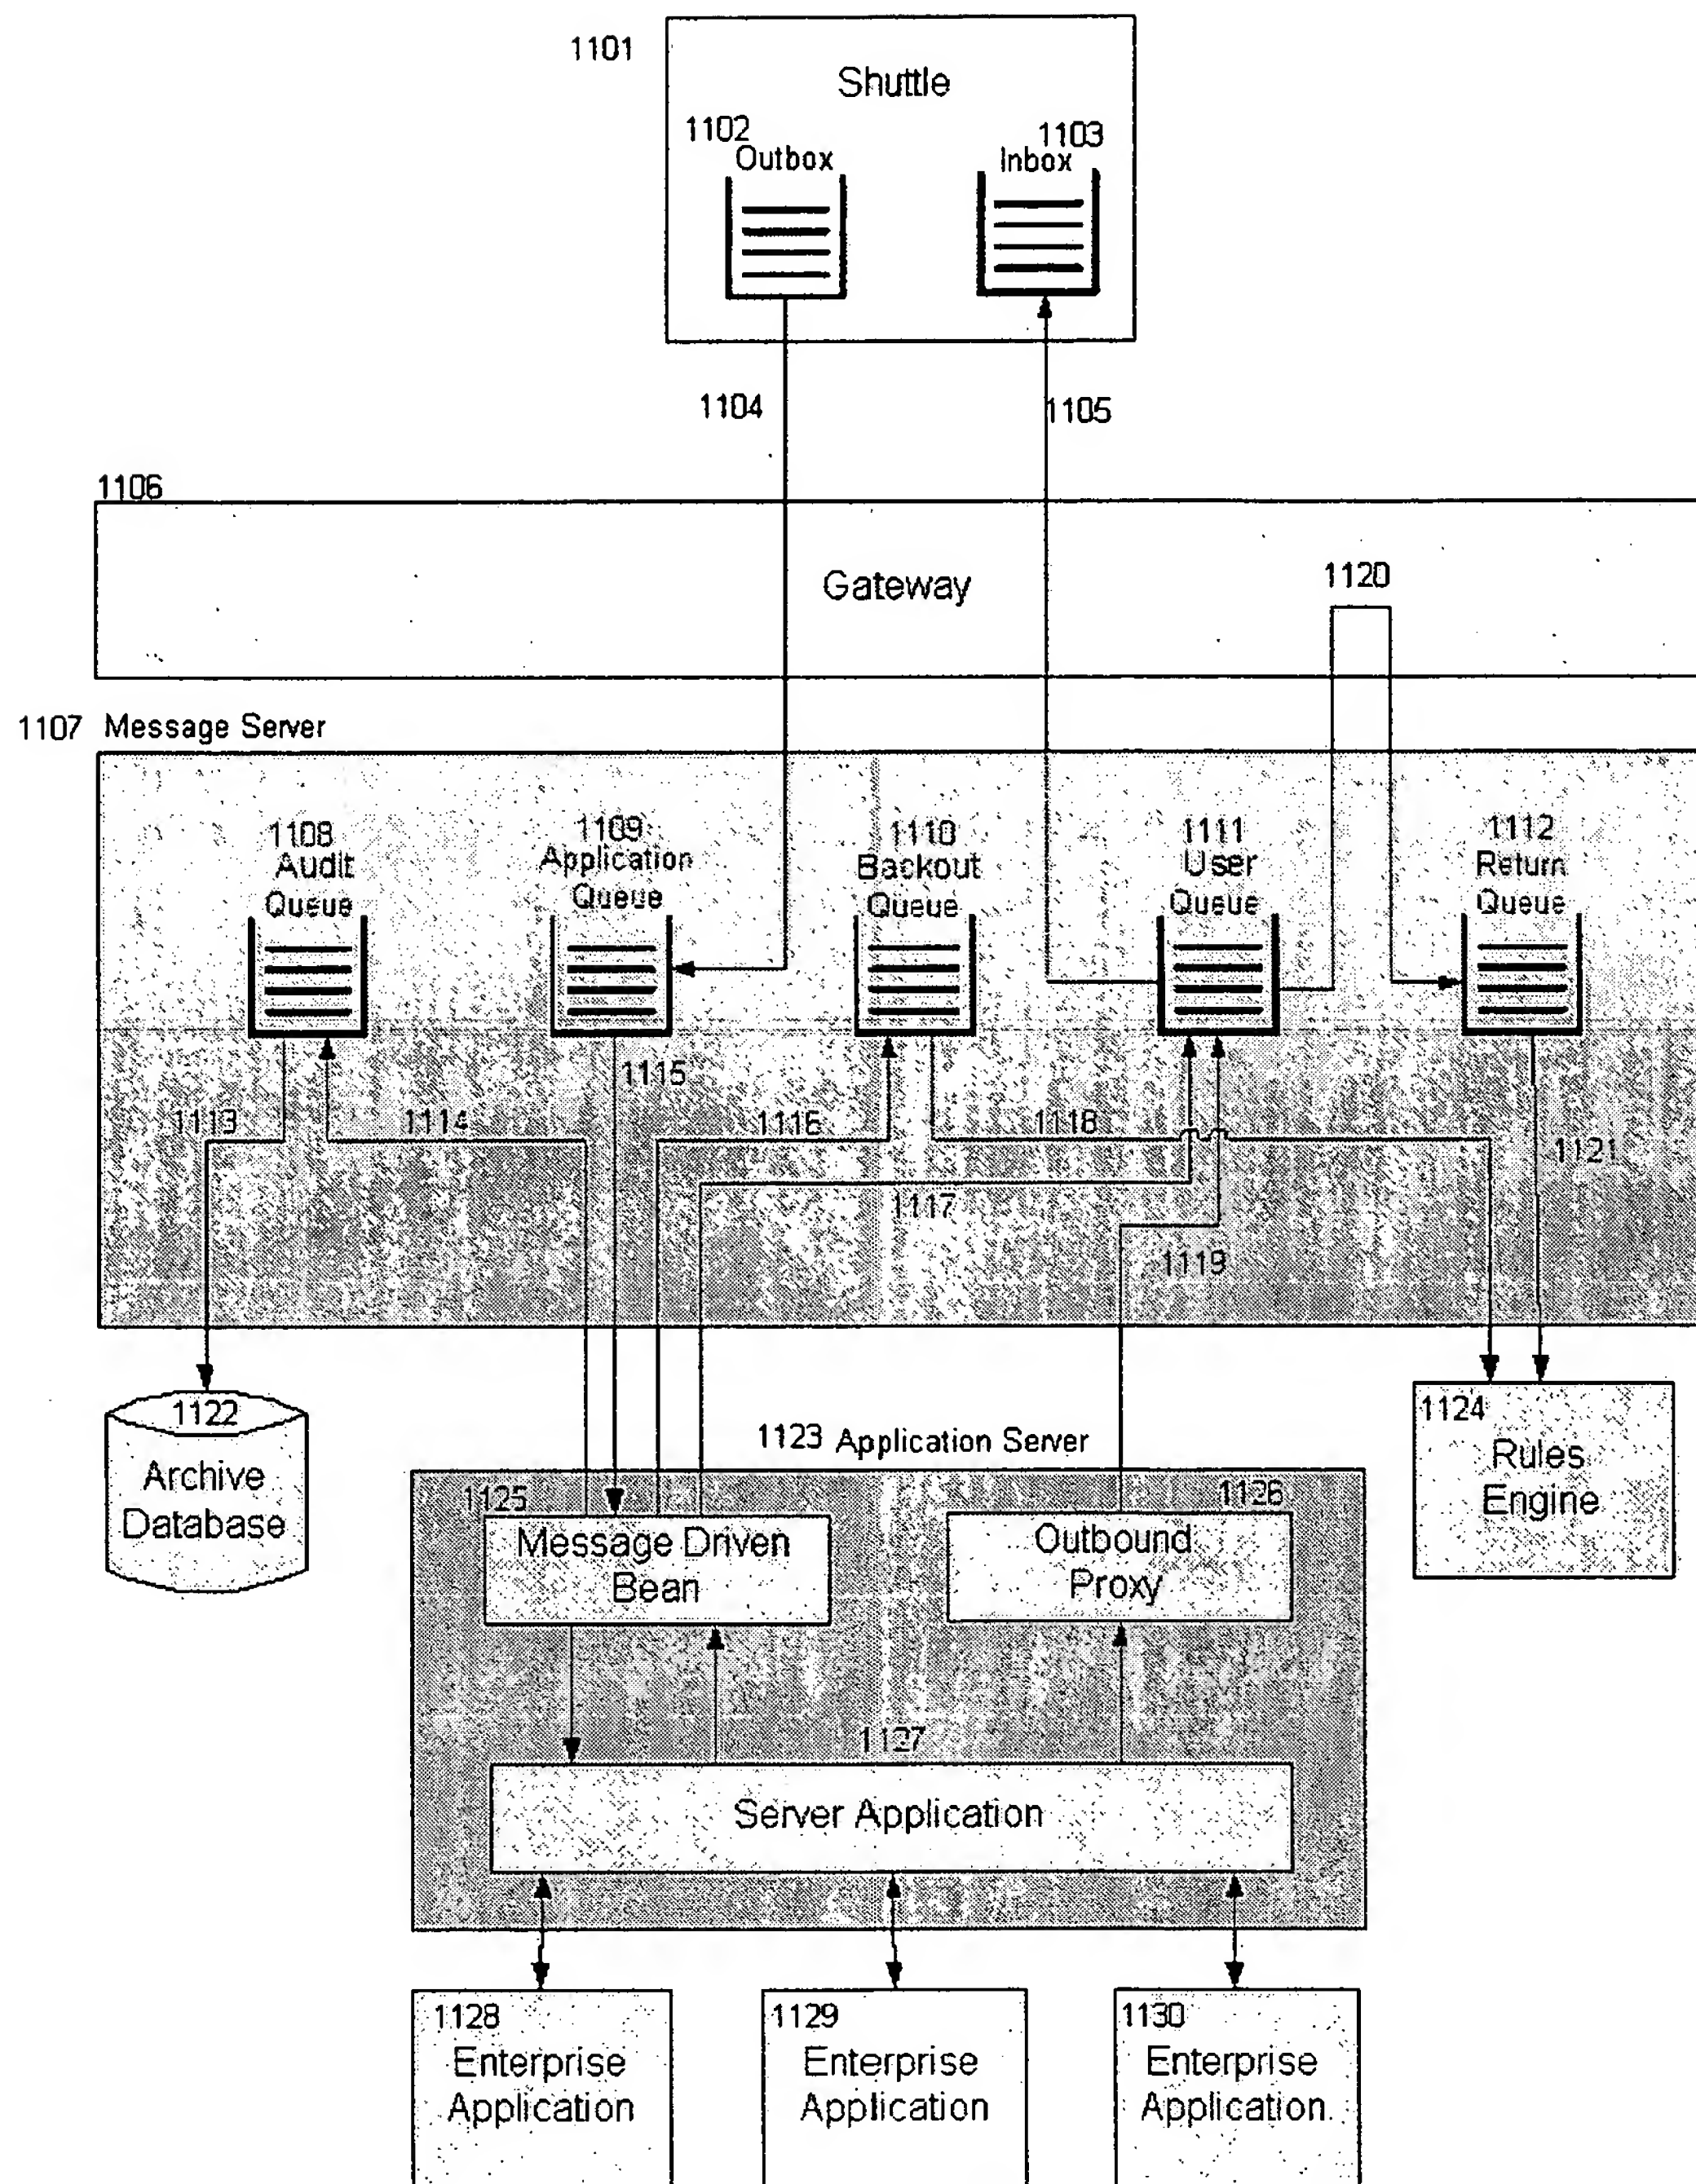 1101
Shuttle
1102
1103
Outbox
Inbox
1104
1105
1106
Gateway
1120
1107 Message Server
1108
Audit
Queue
1109
Application
Queue
1110
Backout
Queue
1111
User
Queue
1112
Return
Queue
1115
1113
1114
1116
1118
1121
1117
1119
1122
Archive
Database
1123 Application Server
1124
Rules
Engine
1125
Message Driven
Bean
1126
Outbound
Proxy
1127
Server Application
1128
Enterprise
Application
1129
Enterprise
Application
1130
Enterprise
Application